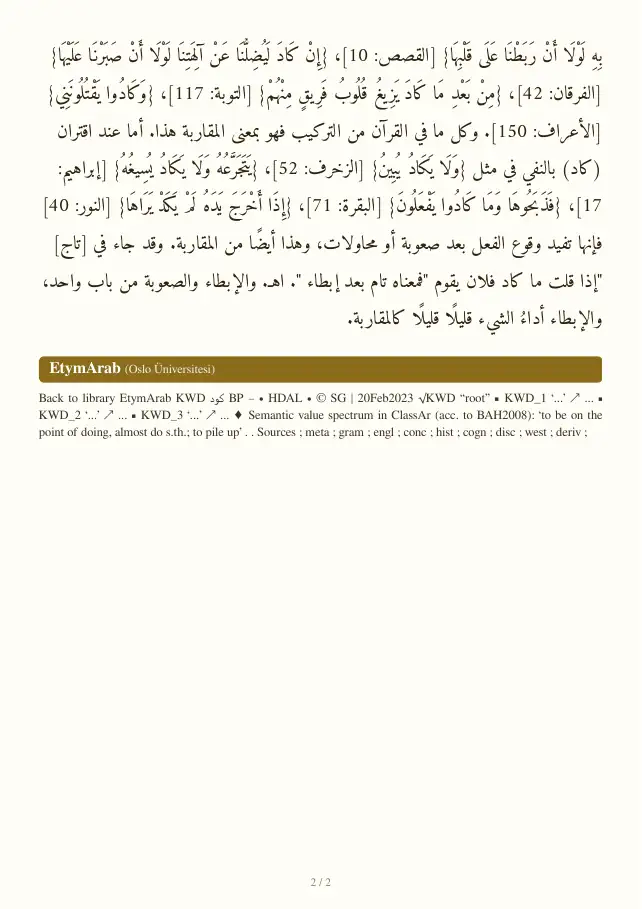 بِهِ لَوْلَا أَنْ رَبَطْنَا عَلَى قَلْبِهَا} [القصص: 10]، {إِنْ كَادَ لَيُضِلُّنَا عَنْ آلِهَتِنَا لَوْلَا أَنْ صَبَرْنَا عَلَيْهَا}
[الفرقان: 42]، {مِنْ بَعْدِ مَا كَادَ يَزِيغُ قُلُوبُ فَرِيقٍ مِنْهُمْ} [التوبة: 117]، {وَكَادُوا يَقْتُلُونَنِي}
[الأعراف: 150]. وكل ما في القرآن من التركيب فهو بمعنى المقاربة هذا. أما عند اقتران
(كاد) بالنفي في مثل {وَلَا يَكَادُ يُبِينُ} [الزخرف: 52]، {يَتَجَرَّعُهُ وَلَا يَكَادُ يُسِيغُهُ} [إبراهيم:
17]، {فَذَبَحُوهَا وَمَا كَادُوا يَفْعَلُونَ} [البقرة: 71]، {إِذَا أَخْرَجَ يَدَهُ لَمْ يَكَدْ يَرَاهَا} [النور: 40]
فإنها تفيد وقوع الفعل بعد صعوبة أو محاولات، وهذا أيضًا من المقاربة. وقد جاء في [تاج]
"إذا قلت ما كاد فلان يقوم "فمعناه تام بعد إبطاء ". اهـ. والإبطاء والصعوبة من باب واحد،
والإبطاء أداءُ الشيء قليلًا قليلًا كالمقاربة.
EtymArab (Oslo Üniversitesi)
Back to library EtymArab KWD كود BP – • HDAL • © SG | 20Feb2023 √KWD “root” ▪ KWD_1 ‘...’ ↗ ... ▪
KWD_2 ‘...’ ↗ ... ▪ KWD_3 ‘...’ ↗ ... ♦ Semantic value spectrum in ClassAr (acc. to BAH2008): ‘to be on the
point of doing, almost do s.th.; to pile up’ . . Sources ; meta ; gram ; engl ; conc ; hist ; cogn ; disc ; west ; deriv ;
2 / 2